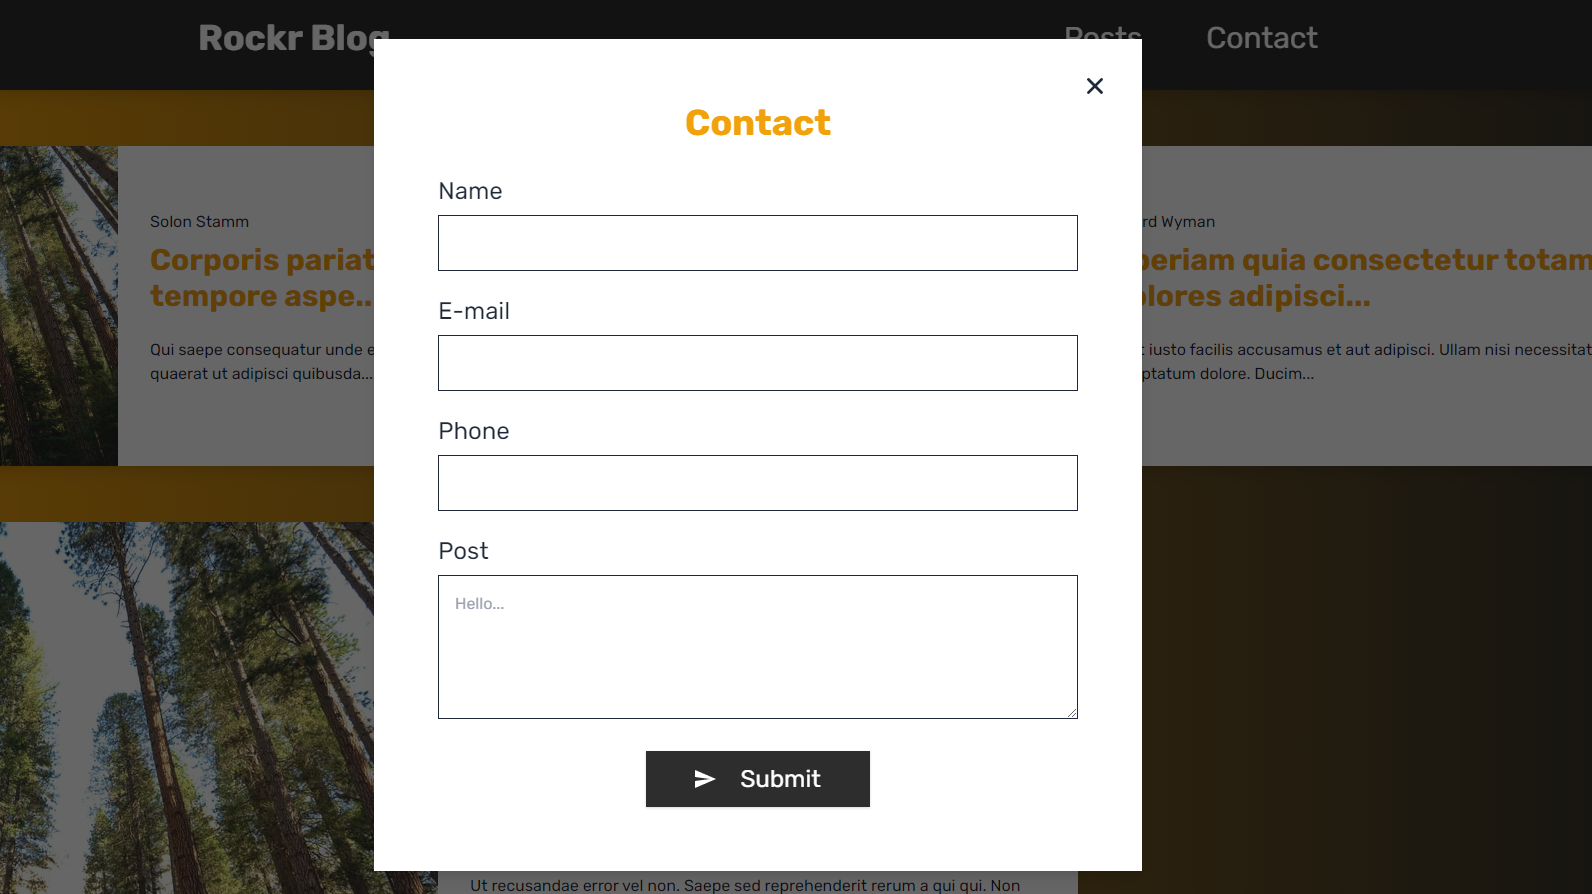 Rockr Blog
Posts
Contact
Contact
Name
E-mail
Phone
Post
Hello...
Submit
Solon Stamm
Corporis pariat
tempore aspe..
Qui saepe consequatur unde e
quaerat ut adipisci quibusda...
rd Wyman
periam quia consectetur totam
lores adipisci...
iusto facilis accusamus et aut adipisci. Ullam nisi necessitat
ptatum dolore. Ducim...
Ut recusandae error vel non. Saepe sed reprehenderit rerum a qui qui. Non